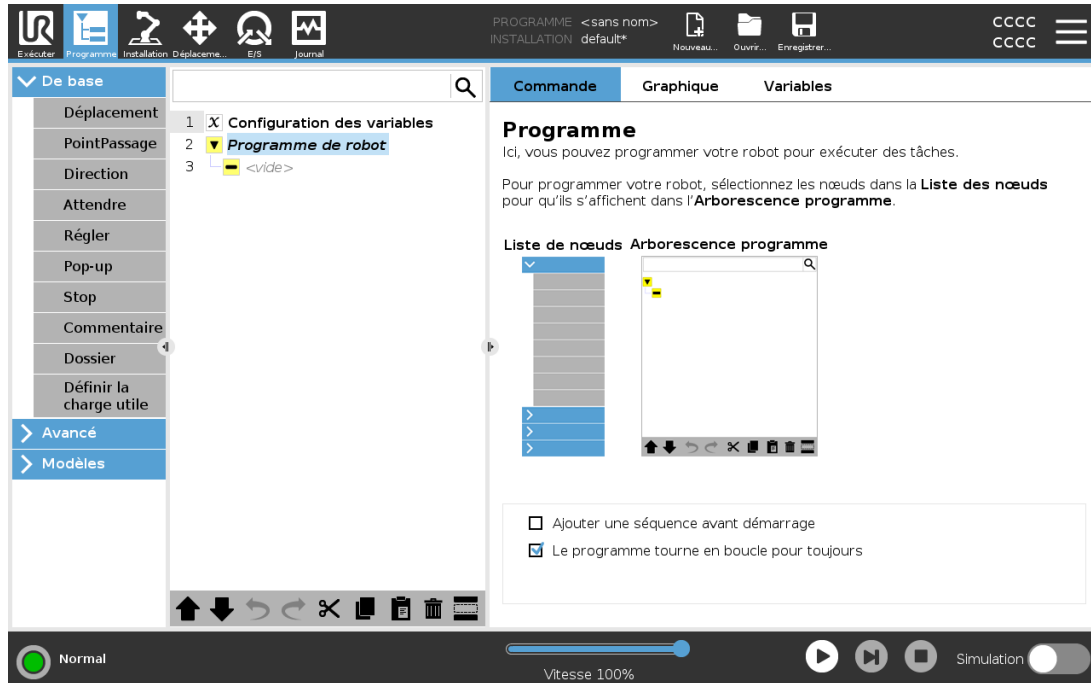 PROGRAMME <sans nom>
INSTALLATION default*
CCCC
CCCC
Exécuter
Programme
Installation
Déplaceme...
E/S
Journal
Nouveau...
Ouvrir...
Enregistrer...
De base
Déplacement
PointPassage
Direction
Attendre
Régler
Pop-up
Stop
Commentaire
Dossier
Définir la
charge utile
Avancé
Modèles
1 X Configuration des variables
2 Programme de robot
3 <vide>
Commande Graphique Variables
Programme
Ici, vous pouvez programmer votre robot pour exécuter des tâches.
Pour programmer votre robot, sélectionnez les nœuds dans la Liste des nœuds
pour qu'ils s'affichent dans l'Arborescence programme.
Liste de nœuds Arborescence programme
Ajouter une séquence avant démarrage
Le programme tourne en boucle pour toujours
Normal
Vitesse 100%
Simulation